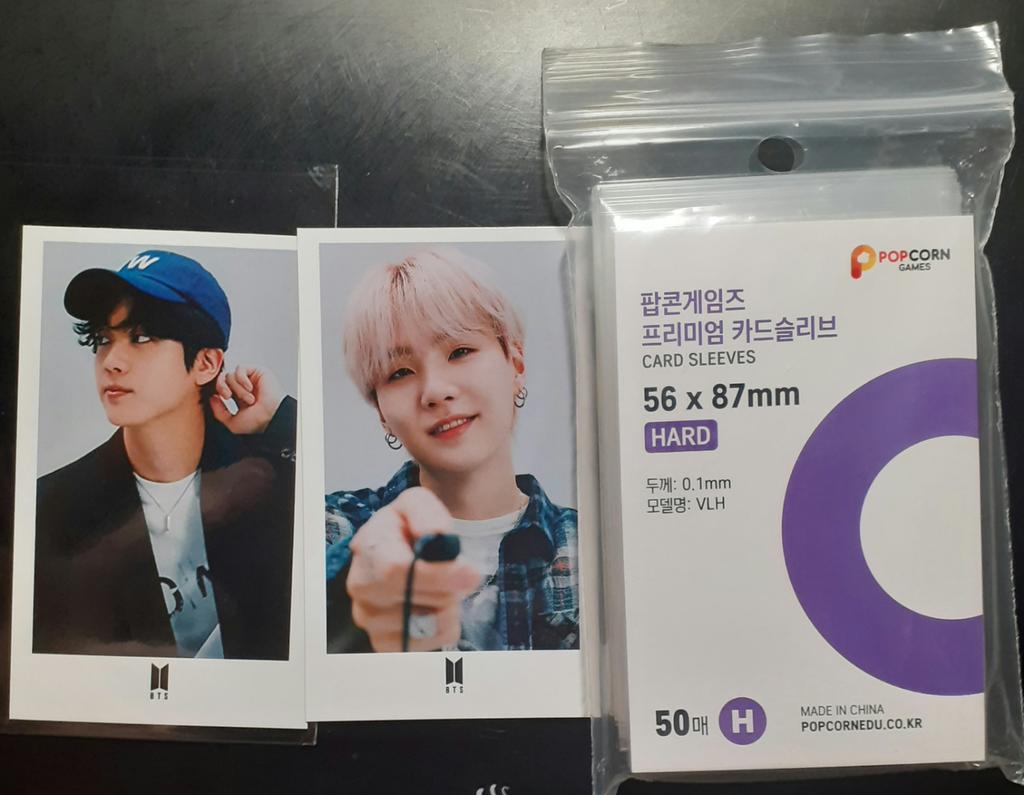 W
BTS
BTS
POPCORN
GAMES
팝콘게임즈
프리미엄 카드슬리브
CARD SLEEVES
56 x 87mm
HARD
두께: 0.1mm
모델명: VLH
50매
H
MADE IN CHINA
POPCORNEDU.CO.KR